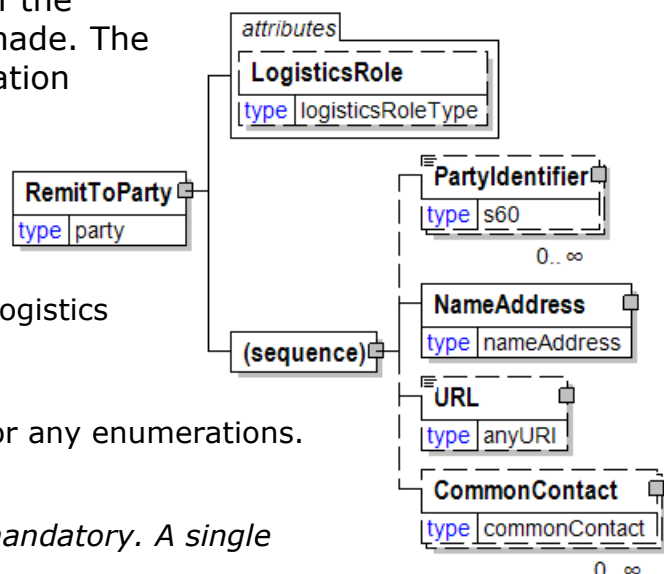 r the
made. The
ation
ogistics
or any enumerations.
mandatory. A single
attributes
LogisticsRole
type logisticsRoleType
RemitToParty
type party
(sequence)
PartyIdentifier
type s60
0.. ∞
NameAddress
type nameAddress
URL
type anyURI
CommonContact
type commonContact
0.. ∞